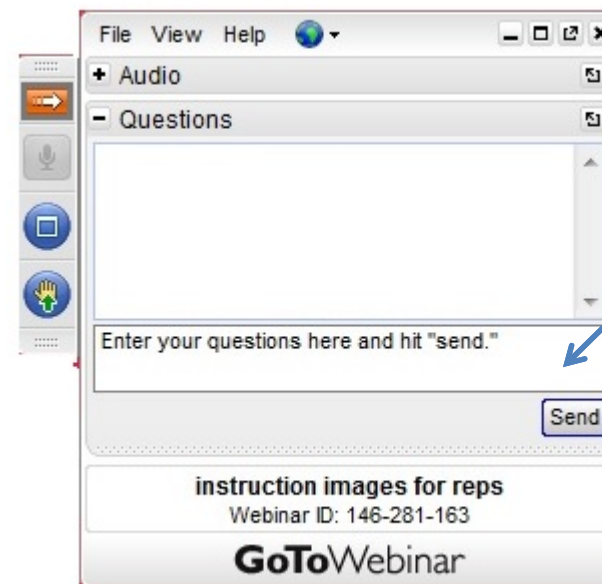 File View Help
Audio
Questions
Enter your questions here and hit "send."
Send
instruction images for reps
Webinar ID: 146-281-163
GoToWebinar